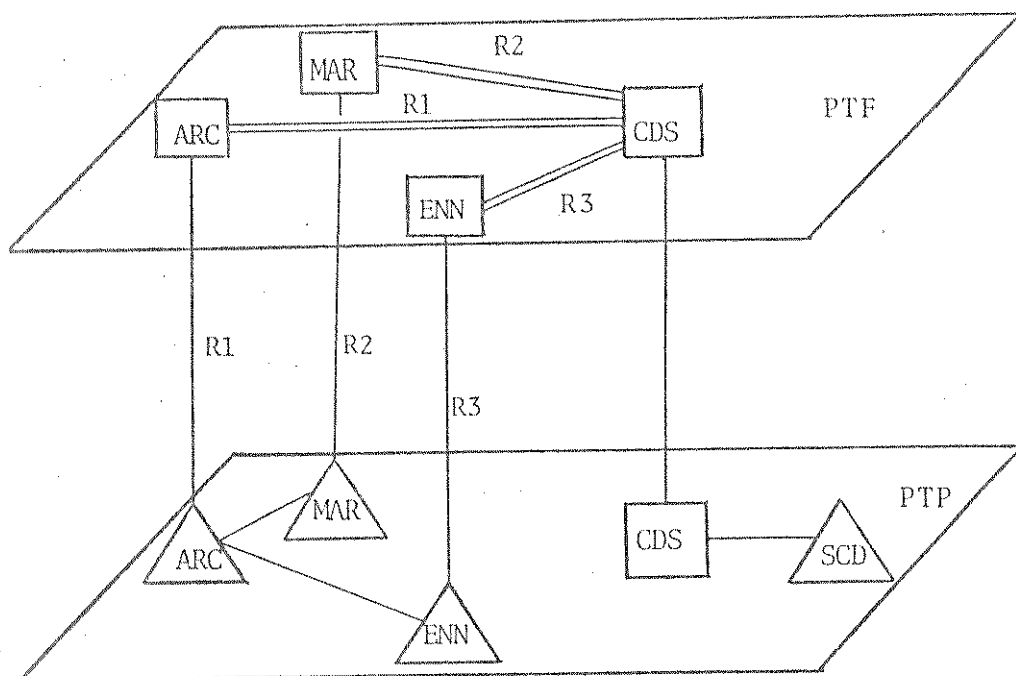 R2
MAR
R1
PTF
ARC
CDS
ENN
R3
R1
R2
R3
PTP
MAR
CDS
SCD
ARC
ENN